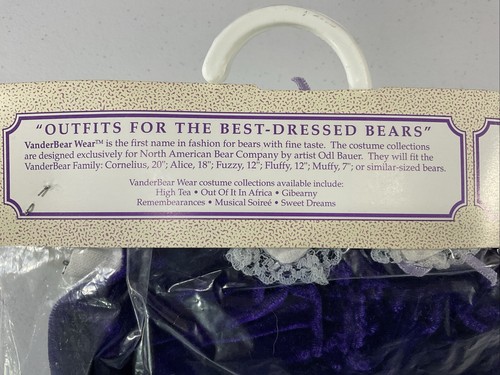 "OUTFITS FOR THE BEST-DRESSED BEARS"
VanderBear Wear™ is the first name in fashion for bears with fine taste. The costume collections
are designed exclusively for North American Bear Company by artist Odl Bauer. They will fit the
VanderBear Family: Cornelius, 20"; Alice, 18"; Fuzzy, 12"; Fluffy, 12"; Muffy, 7"; or similar-sized bears.
VanderBear Wear costume collections available include:
High Tea • Out Of It In Africa • Gibearny
Remembearances • Musical Soireé • Sweet Dreams